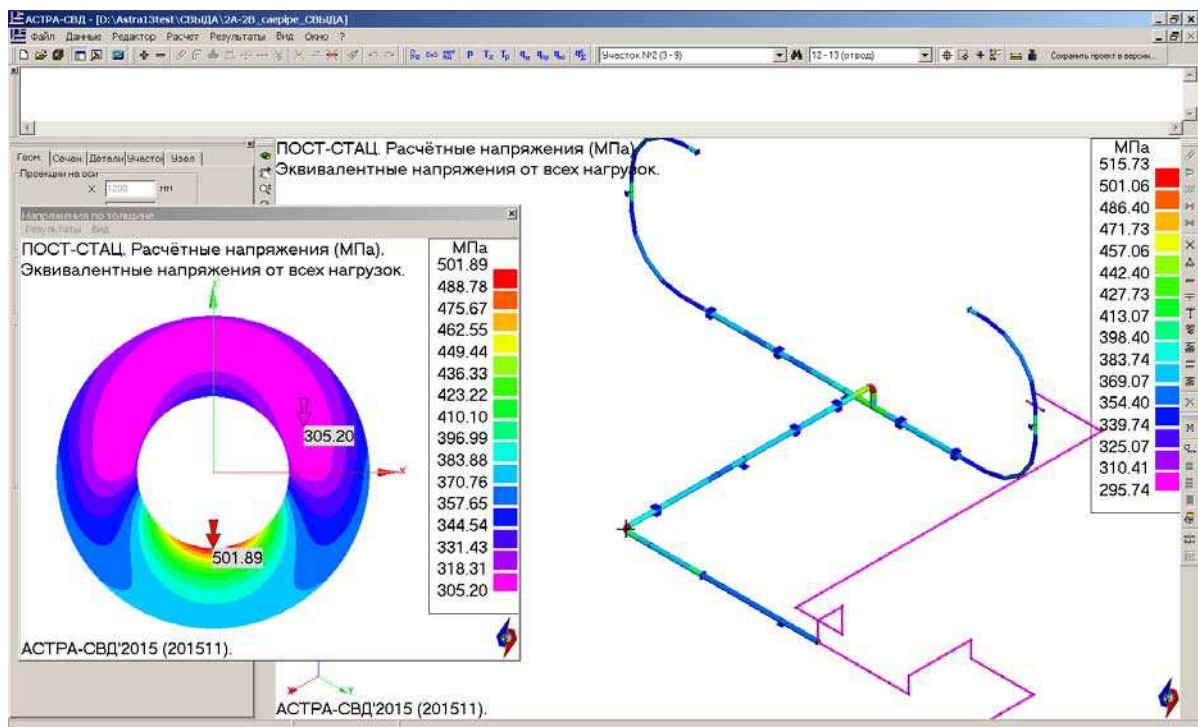 АСТРА-СВД - [D:\Astra13test\СВЫДА\2A-2B_caepipe_СВЫДА]
Файл Данные Редактор Расчет Результаты Вид Окно ?
Участок №2 (3 - 9) 12 - 13 (отвод) Сохранить проект в версии...
Геом. Сечен. Детали Участок Узел
Проекции на оси
X 1200 мм
ПОСТ-СТАЦ. Расчётные напряжения (МПа).
Эквивалентные напряжения от всех нагрузок.
МПа
515.73
501.06
486.40
471.73
457.06
442.40
427.73
413.07
398.40
383.74
369.07
354.40
339.74
325.07
310.41
295.74
Напряжения по толщине
Результаты Вид
ПОСТ-СТАЦ. Расчётные напряжения (МПа).
Эквивалентные напряжения от всех нагрузок.
МПа
501.89
488.78
475.67
462.55
449.44
436.33
423.22
410.10
396.99
383.88
370.76
357.65
344.54
331.43
318.31
305.20
305.20
501.89
АСТРА-СВД'2015 (201511).
АСТРА-СВД'2015 (201511).